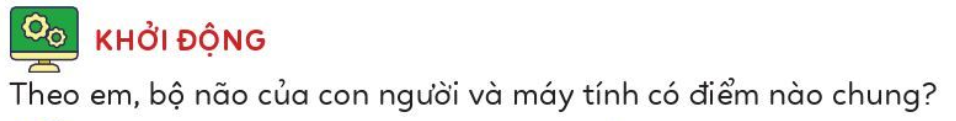 KHỞI ĐỘNG
Theo em, bộ não của con người và máy tính có điểm nào chung?